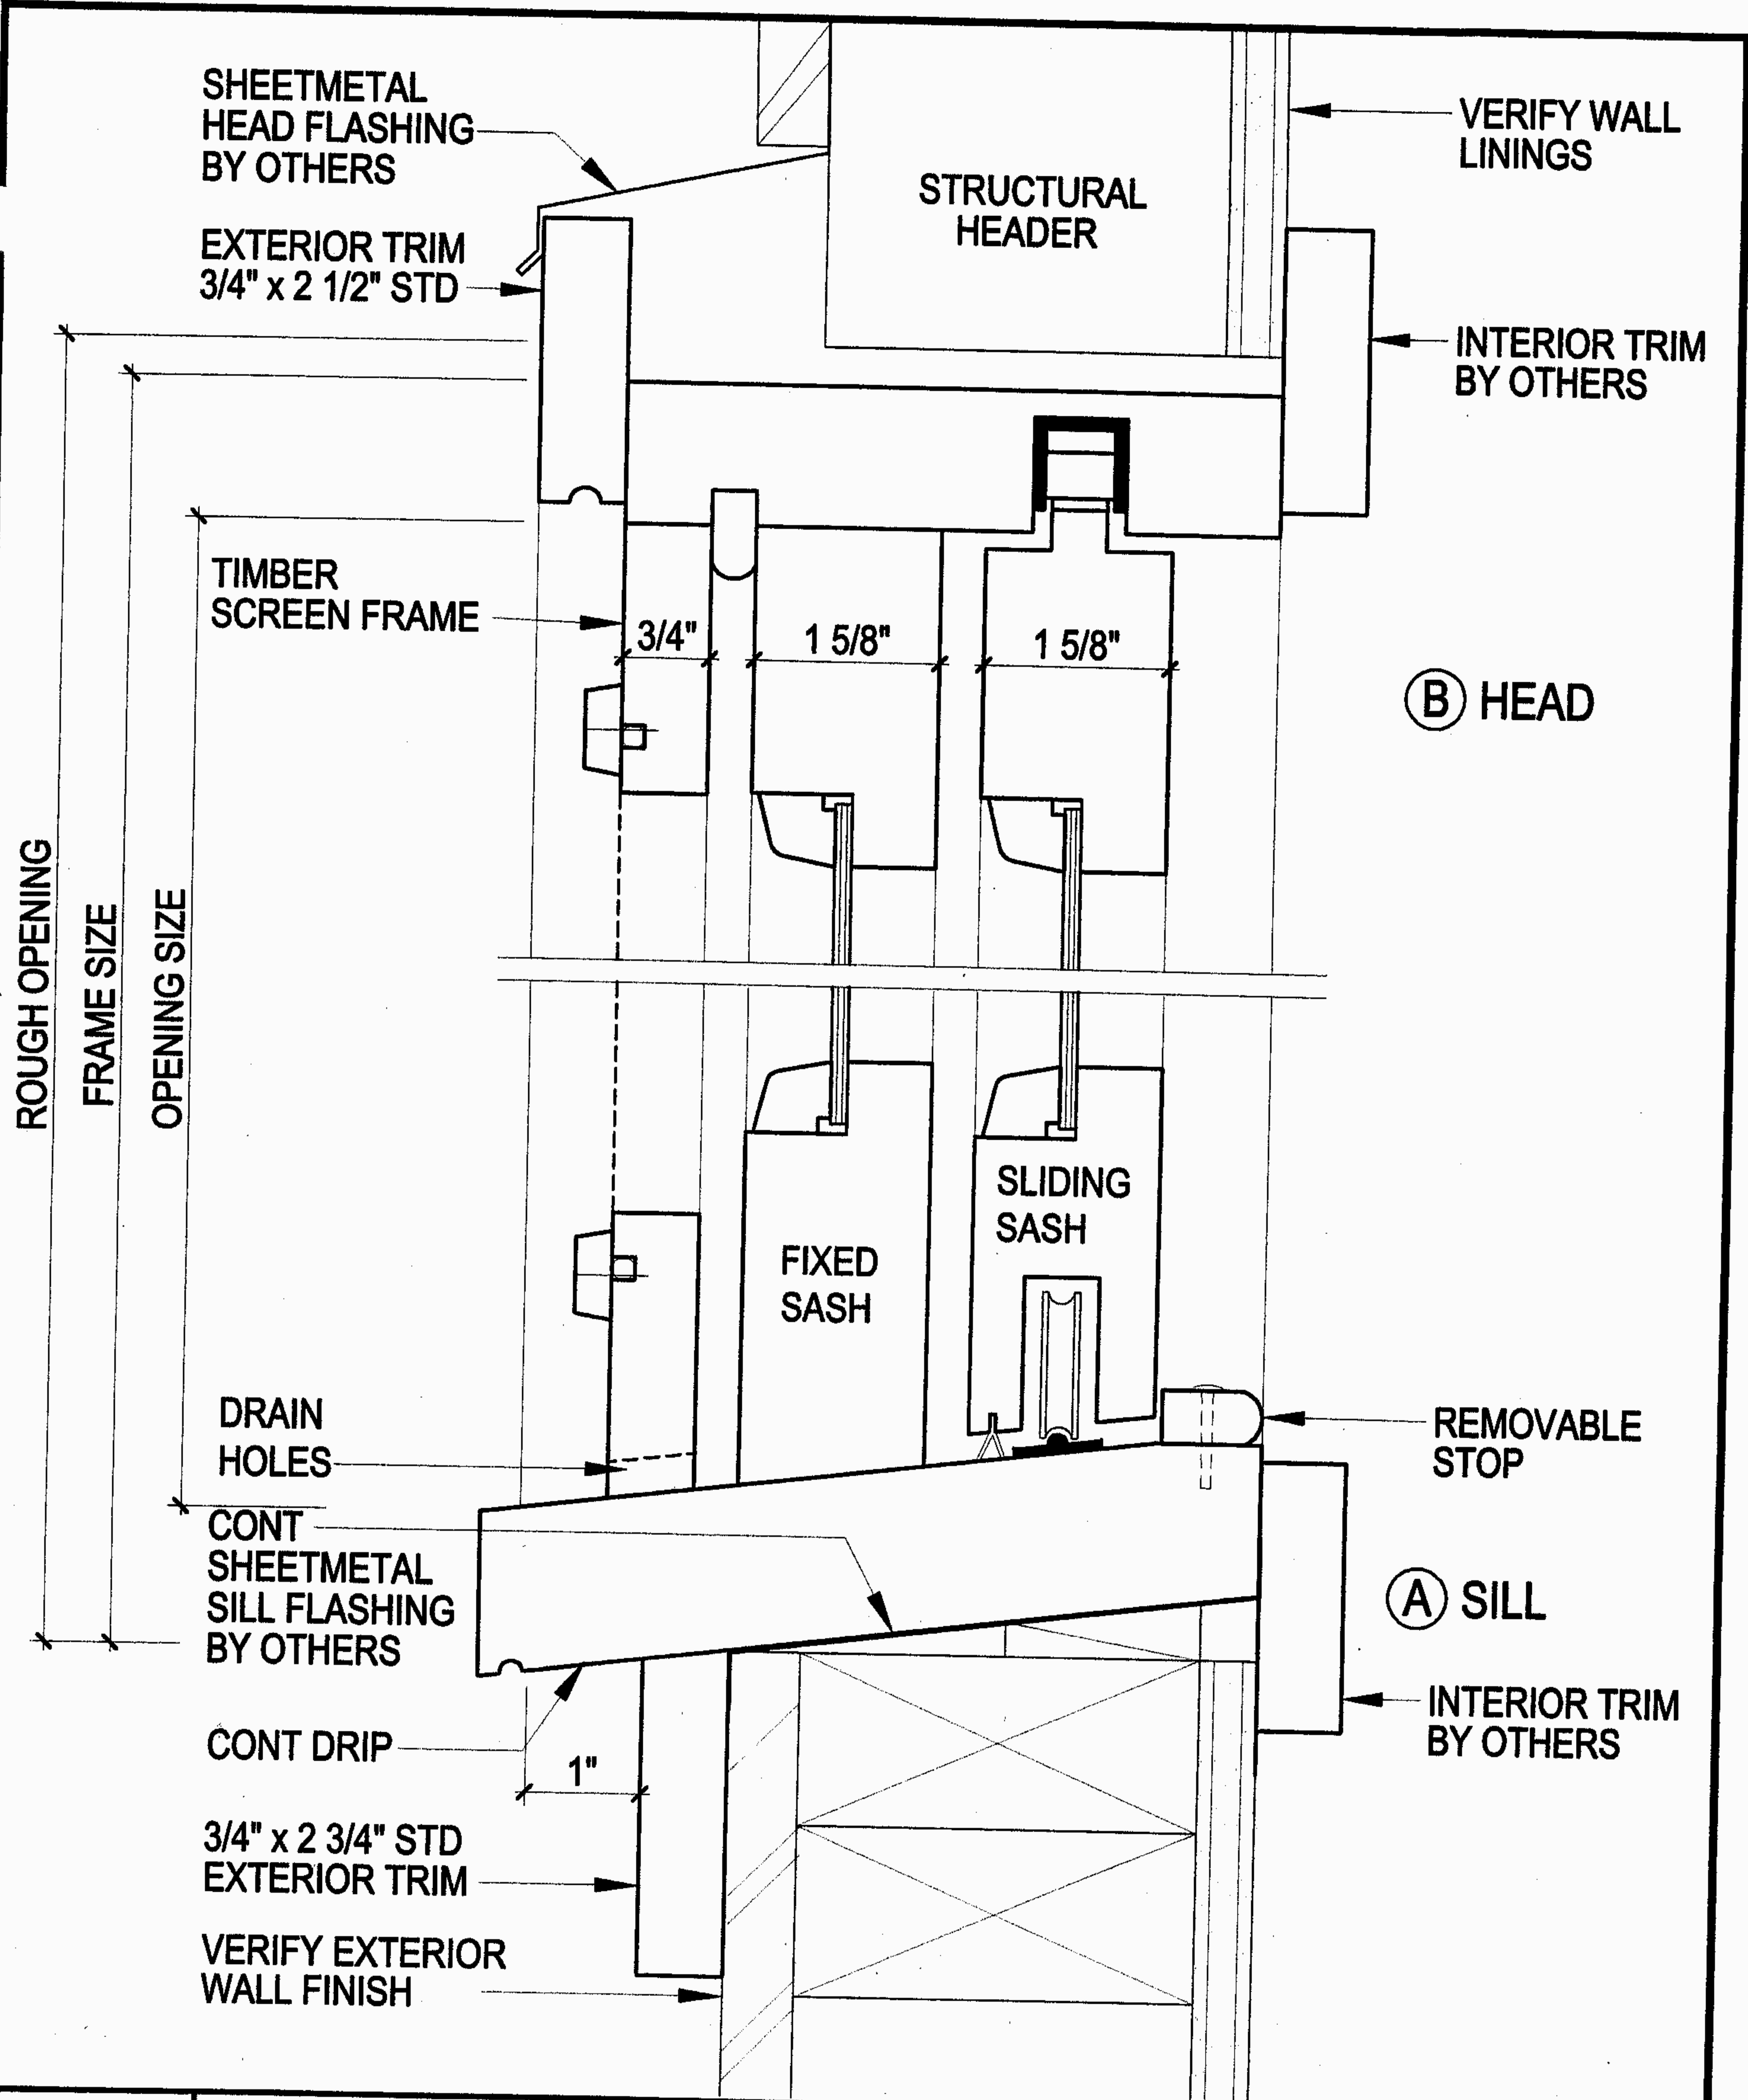 SHEETMETAL
HEAD FLASHING
BY OTHERS
VERIFY WALL
LININGS
STRUCTURAL
HEADER
EXTERIOR TRIM
3/4" x 2 1/2" STD
INTERIOR TRIM
BY OTHERS
TIMBER
SCREEN FRAME
3/4"
1 5/8"
1 5/8"
B HEAD
ROUGH OPENING
FRAME SIZE
OPENING SIZE
SLIDING
SASH
FIXED
SASH
DRAIN
HOLES
REMOVABLE
STOP
CONT
SHEETMETAL
SILL FLASHING
BY OTHERS
A SILL
INTERIOR TRIM
BY OTHERS
CONT DRIP
1"
3/4" x 2 3/4" STD
EXTERIOR TRIM
VERIFY EXTERIOR
WALL FINISH